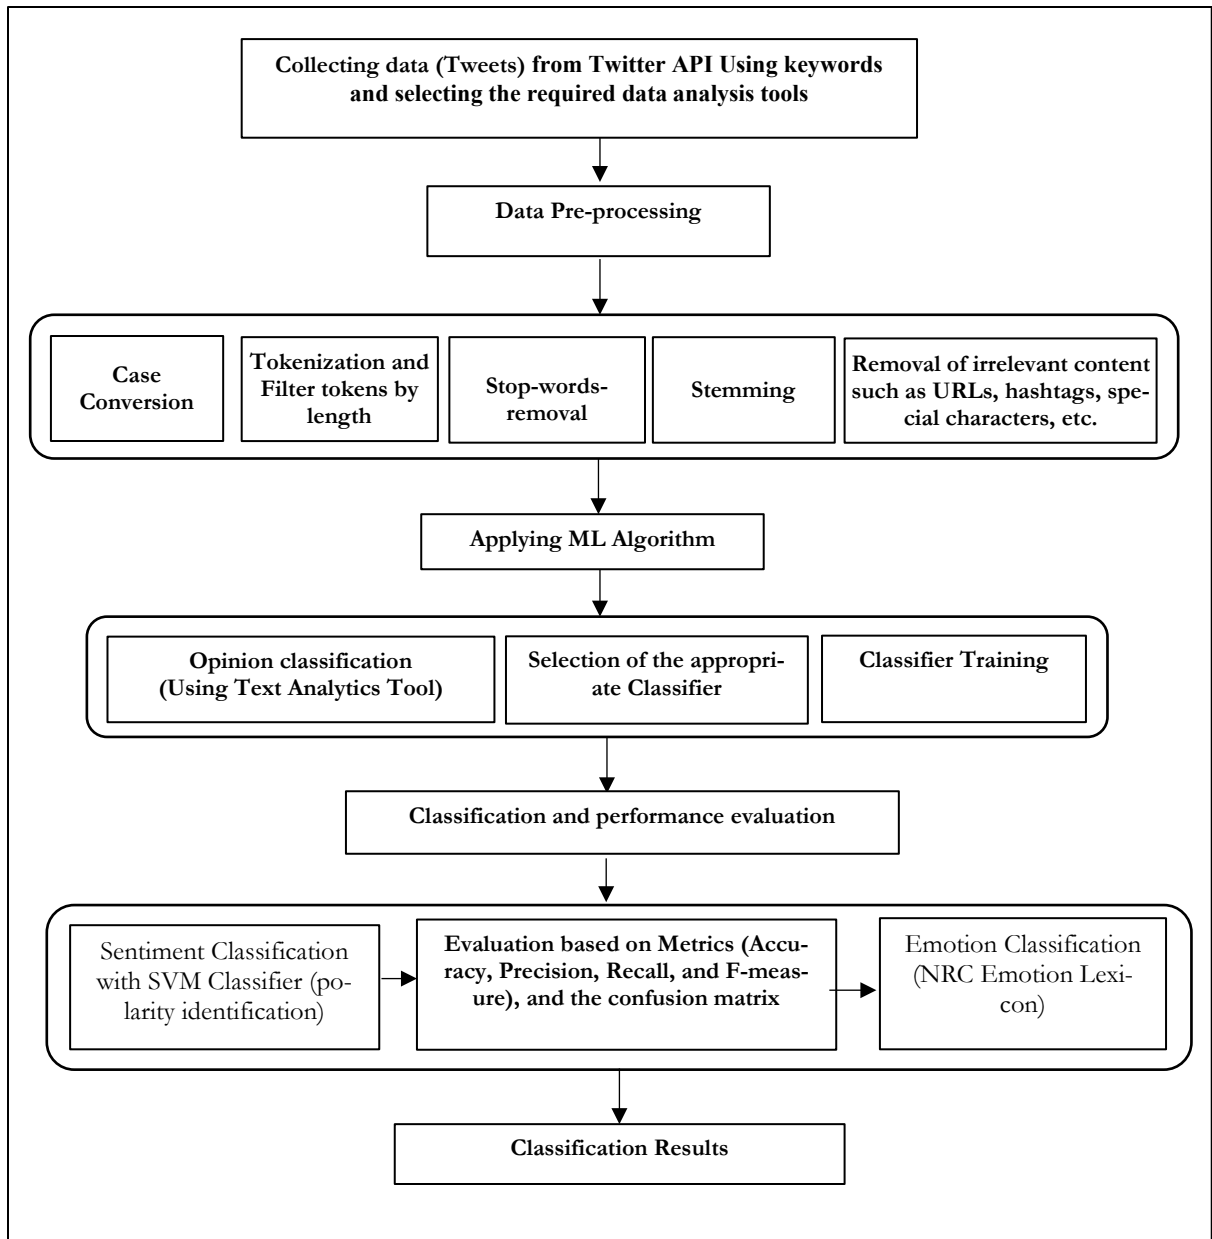 Collecting data (Tweets) from Twitter API Using keywords
and selecting the required data analysis tools
Data Pre-processing
Case
Conversion
Tokenization and
Filter tokens by
length
Stop-words-
removal
Stemming
Removal of irrelevant content
such as URLs, hashtags, spe-
cial characters, etc.
Applying ML Algorithm
Opinion classification
(Using Text Analytics Tool)
Selection of the appropri-
ate Classifier
Classifier Training
Classification and performance evaluation
Sentiment Classification
with SVM Classifier (po-
larity identification)
Evaluation based on Metrics (Accu-
racy, Precision, Recall, and F-meas-
ure), and the confusion matrix
Emotion Classification
(NRC Emotion Lexi-
con)
Classification Results